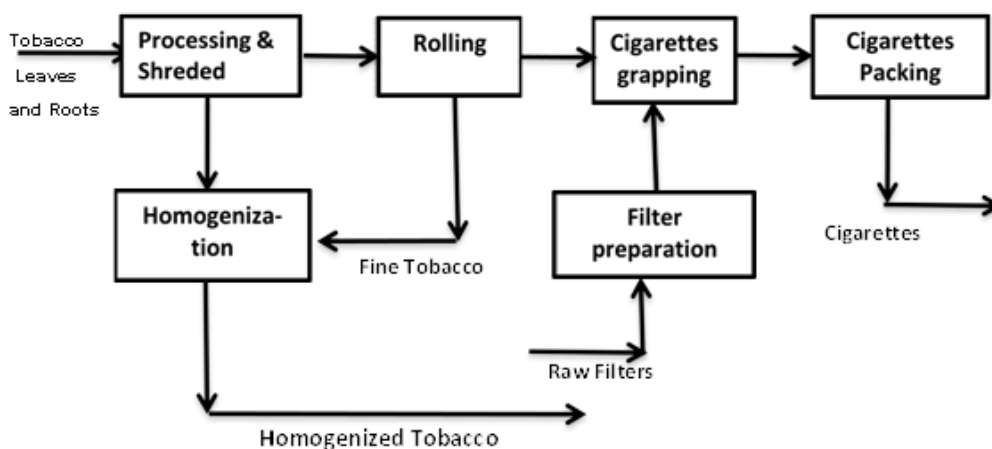 Tobacco
Leaves
and Roots
Processing &
Shreded
Rolling
Cigarettes
grapping
Cigarettes
Packing
Homogeniza-
tion
Fine Tobacco
Filter
preparation
Cigarettes
Raw Filters
Homogenized Tobacco